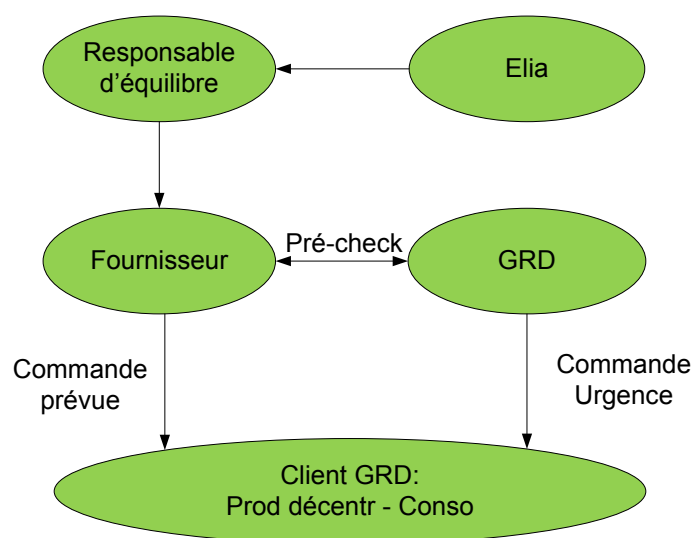 Responsable
d'équilibre
Elia
Fournisseur
Pré-check
GRD
Commande
prévue
Commande
Urgence
Client GRD:
Prod décentr - Conso